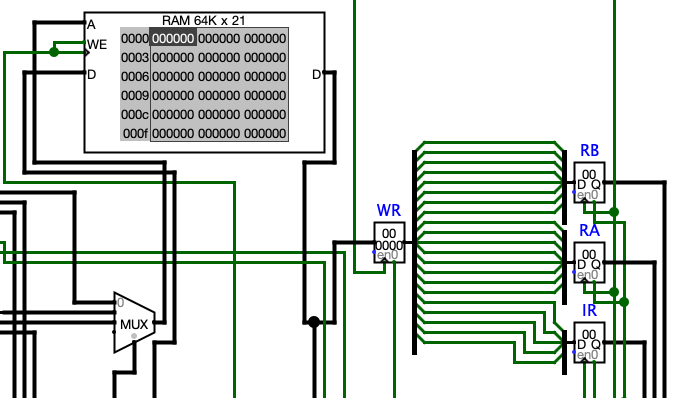 RAM 64K x 21
A
WE
D
D
0000 000000 000000 000000
0003 000000 000000 000000
0006 000000 000000 000000
0009 000000 000000 000000
000c 000000 000000 000000
000f 000000 000000 000000
RB
00
D Q
en0
WR
00
0000
en0
RA
00
D Q
en0
0
MUX
IR
00
D Q
en0